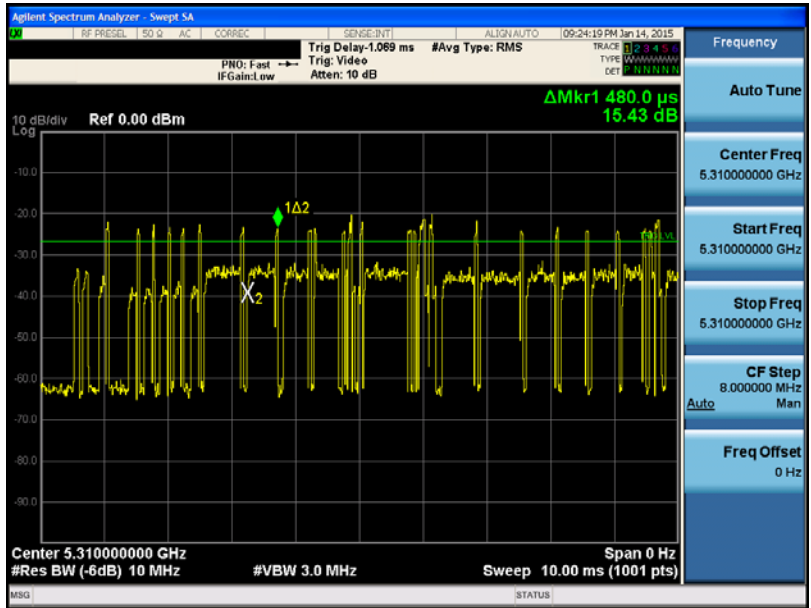 Agilent Spectrum Analyzer - Swept SA
LXI RF PRESEL 50 Ω AC CORREC SENSE:INT ALIGN AUTO 09:24:19 PM Jan 14, 2015
Trig Delay-1.069 ms #Avg Type: RMS TRACE 1 2 3 4 5 6
PNO: Fast Trig: Video TYPE WWWWWW
IFGain:Low Atten: 10 dB DET P N N N N N
ΔMkr1 480.0 µs
15.43 dB
10 dB/div Ref 0.00 dBm
Log
-10.0
-20.0
1Δ2
TRIG LVL
-30.0
-40.0
X2
-50.0
-60.0
-70.0
-80.0
-90.0
Center 5.310000000 GHz Span 0 Hz
#Res BW (-6dB) 10 MHz #VBW 3.0 MHz Sweep 10.00 ms (1001 pts)
MSG STATUS
Frequency
Auto Tune
Center Freq
5.310000000 GHz
Start Freq
5.310000000 GHz
Stop Freq
5.310000000 GHz
CF Step
8.000000 MHz
Auto Man
Freq Offset
0 Hz